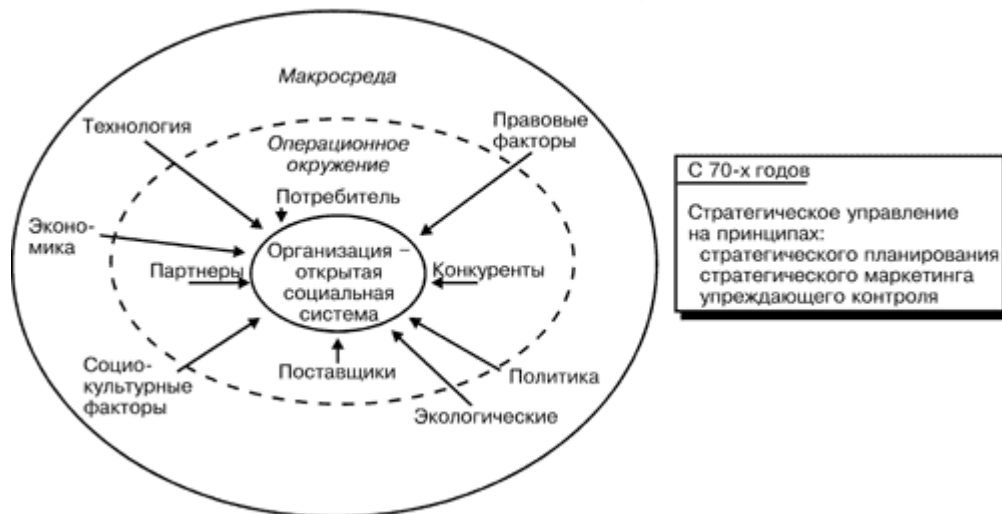 Макросреда
Технология
Правовые
факторы
Операционное
окружение
Потребитель
Эконо-
мика
Организация –
открытая
социальная
система
Партнеры
Конкуренты
Социо-
культурные
факторы
Поставщики
Политика
Экологические
С 70-х годов
Стратегическое управление
на принципах:
стратегического планирования
стратегического маркетинга
упреждающего контроля